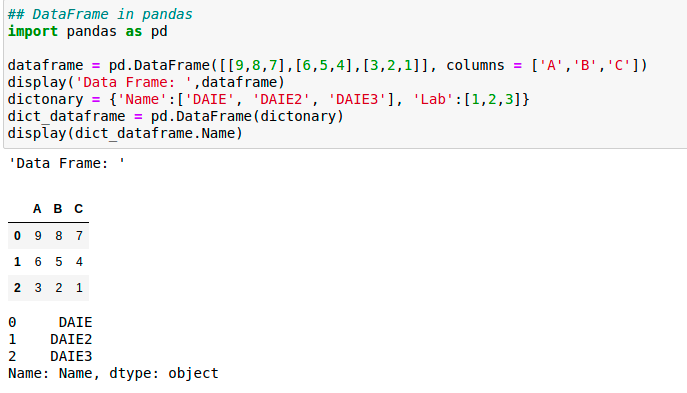 ## DataFrame in pandas
import pandas as pd
dataframe = pd.DataFrame([[9,8,7],[6,5,4],[3,2,1]], columns = ['A','B','C'])
display('Data Frame: ',dataframe)
dictonary = {'Name':['DAIE', 'DAIE2', 'DAIE3'], 'Lab':[1,2,3]}
dict_dataframe = pd.DataFrame(dictonary)
display(dict_dataframe.Name)
'Data Frame: '
A B C
0 9 8 7
1 6 5 4
2 3 2 1
0 DAIE
1 DAIE2
2 DAIE3
Name: Name, dtype: object